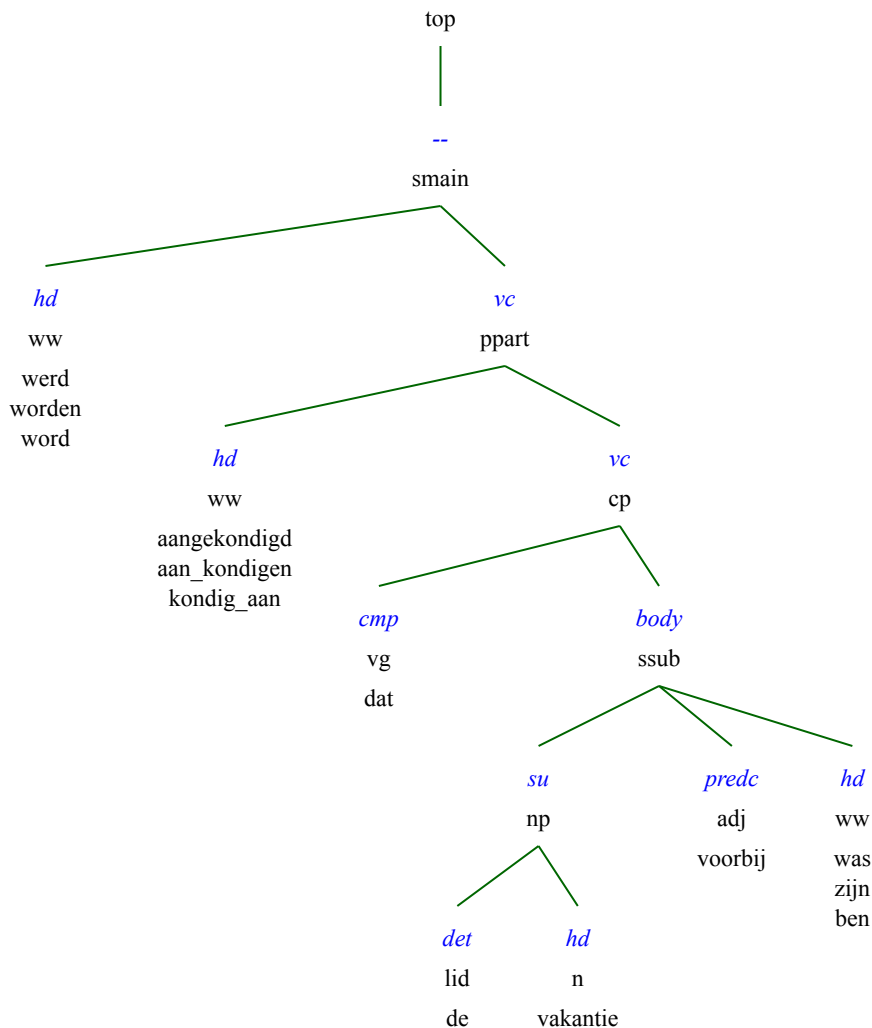 top
--
smain
hd vc
ww ppart
werd
worden
word
hd vc
ww cp
aangekondigd
aan_kondigen
kondig_aan
cmp body
vg ssub
dat
su predc hd
np adj ww
voorbij was
zijn
ben
det hd
lid n
de vakantie